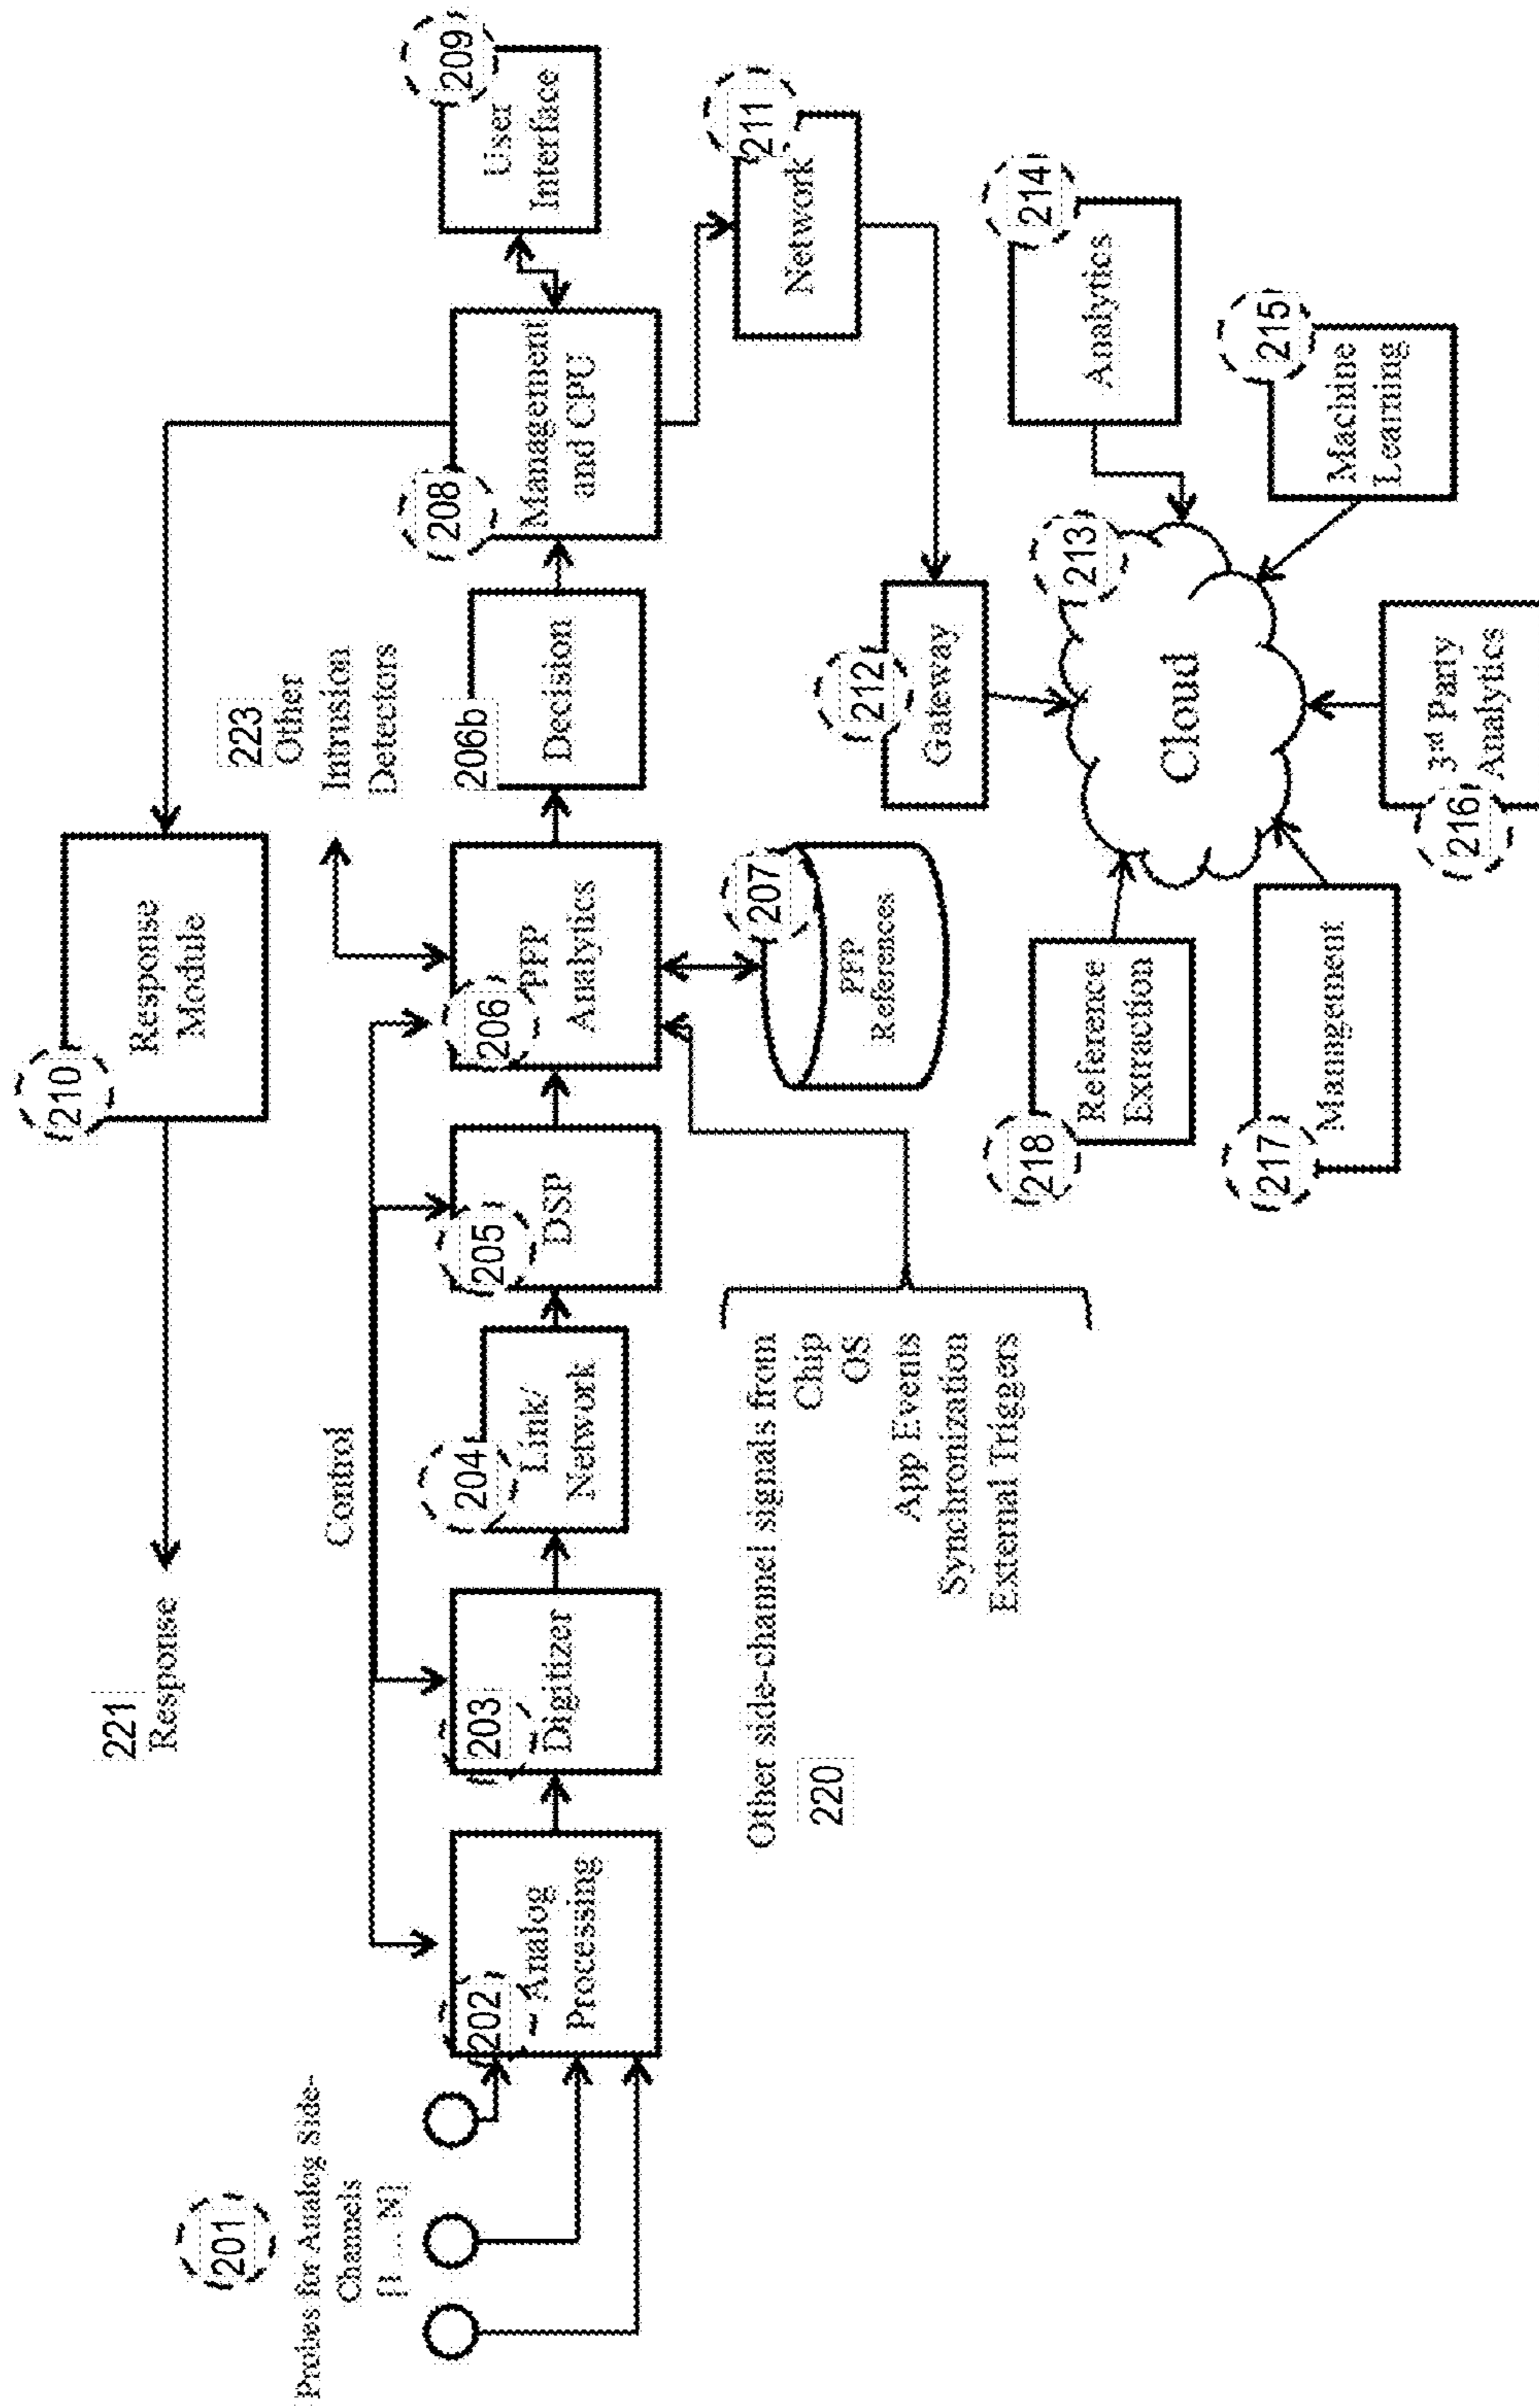 201
Probes for Analog Side-
Channels
[1 ... N]
221
Response
210
Response
Module
Control
202
Analog
Processing
203
Digitizer
204
Link/
Network
205
DSP
206
PFP
Analytics
223
Other
Intrusion
Detectors
206b
Decision
208
Management
and CPU
209
User
Interface
207
PFP
References
Other side-channel signals from
Chip
OS
App Events
Synchronization
External Triggers
220
211
Network
212
Gateway
213
Cloud
214
Analytics
215
Machine
Learning
216
3rd Party
Analytics
217
Management
218
Reference
Extraction